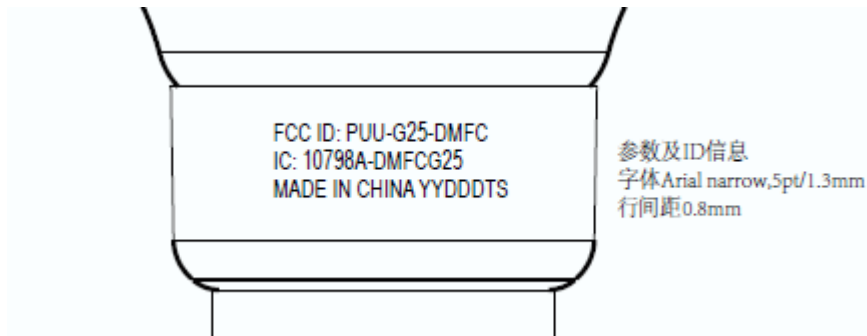 FCC ID: PUU-G25-DMFC
IC: 10798A-DMFCG25
MADE IN CHINA YYDDDTS
参数及ID信息
字体Arial narrow,5pt/1.3mm
行间距0.8mm